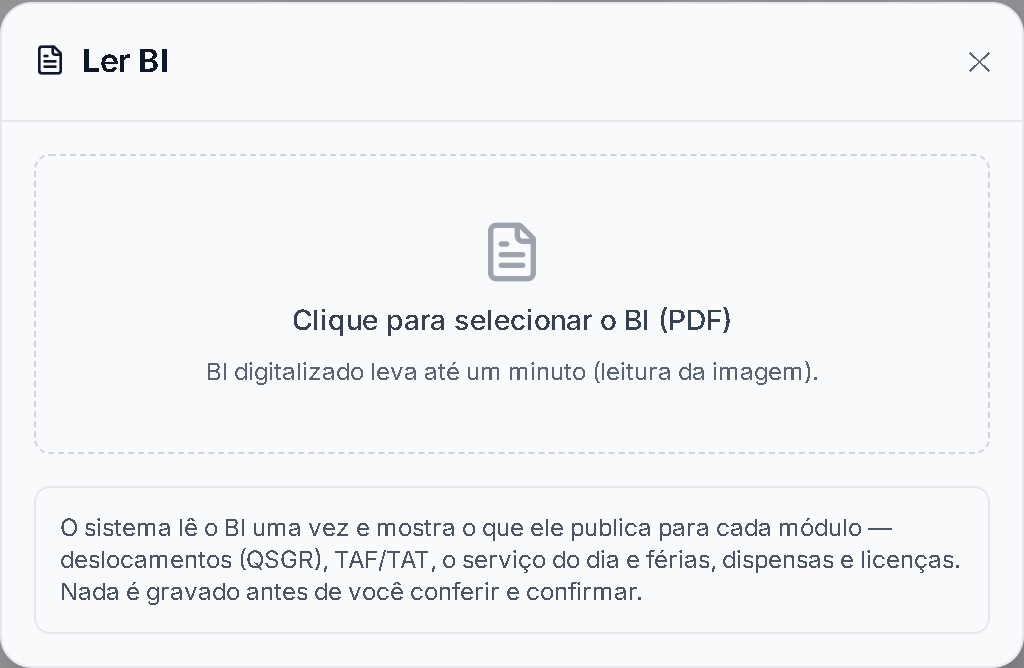 Ler BI
Clique para selecionar o BI (PDF)
BI digitalizado leva até um minuto (leitura da imagem).
O sistema lê o BI uma vez e mostra o que ele publica para cada módulo —
deslocamentos (QSGR), TAF/TAT, o serviço do dia e férias, dispensas e licenças.
Nada é gravado antes de você conferir e confirmar.